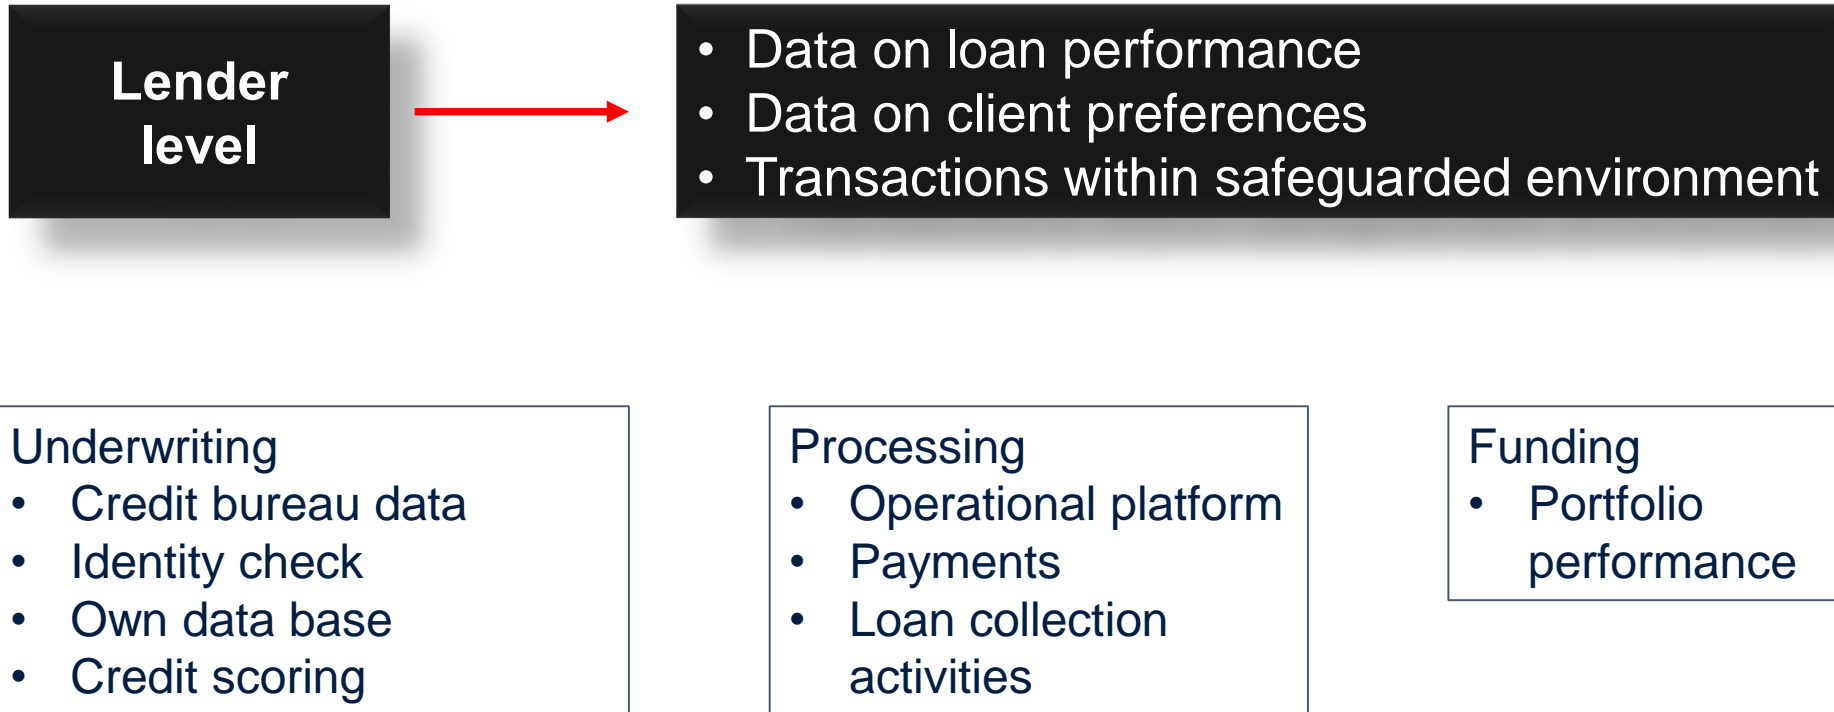 Lender
level
• Data on loan performance
• Data on client preferences
• Transactions within safeguarded environment
Underwriting
• Credit bureau data
• Identity check
• Own data base
• Credit scoring
Processing
• Operational platform
• Payments
• Loan collection
activities
Funding
• Portfolio
performance